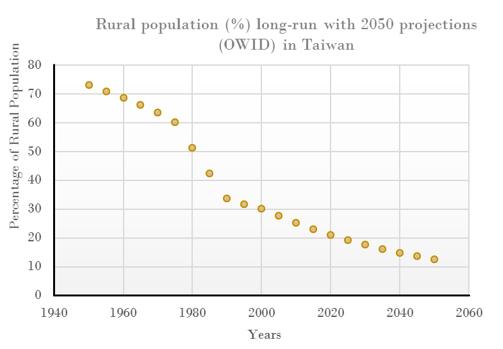 Rural population (%) long-run with 2050 projections
(OWID) in Taiwan
Percentage of Rural Population
80
70
60
50
40
30
20
10
0
1940 1960 1980 2000 2020 2040 2060
Years